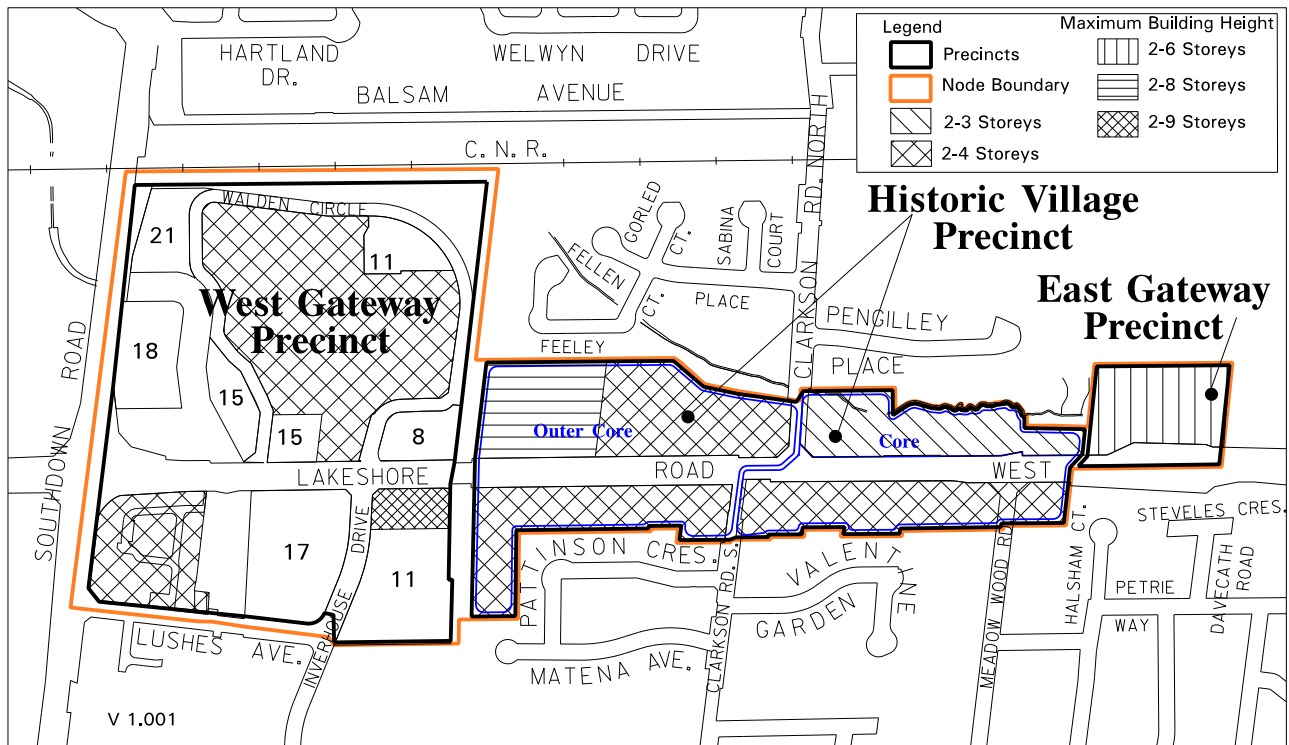 HARTLAND
DR.
WELWYN DRIVE
BALSAM AVENUE
C. N. R.
Legend
Precincts
Node Boundary
2-3 Storeys
2-4 Storeys
Maximum Building Height
2-6 Storeys
2-8 Storeys
2-9 Storeys
Historic Village
Precinct
East Gateway
Precinct
West Gateway
Precinct
WALDEN CIRCLE
21
11
18
15
15
8
17
11
SOUTHDOWN ROAD
GORLED
CT.
SABINA
COURT
FELLEN
PLACE
CT.
FEELEY
CLARKSON RD. NORTH
PENGILLEY
PLACE
Outer Core
Core
LAKESHORE ROAD WEST
INVERHOUSE DRIVE
LUSHES AVE.
PATTINSON CRES.
MATENA AVE.
CLARKSON RD. S.
VALENTINE
GARDEN
MEADOW WOOD RD.
HALSHAM CT.
STEVELES CRES.
PETRIE
WAY
DAVECATH
ROAD
V 1.001